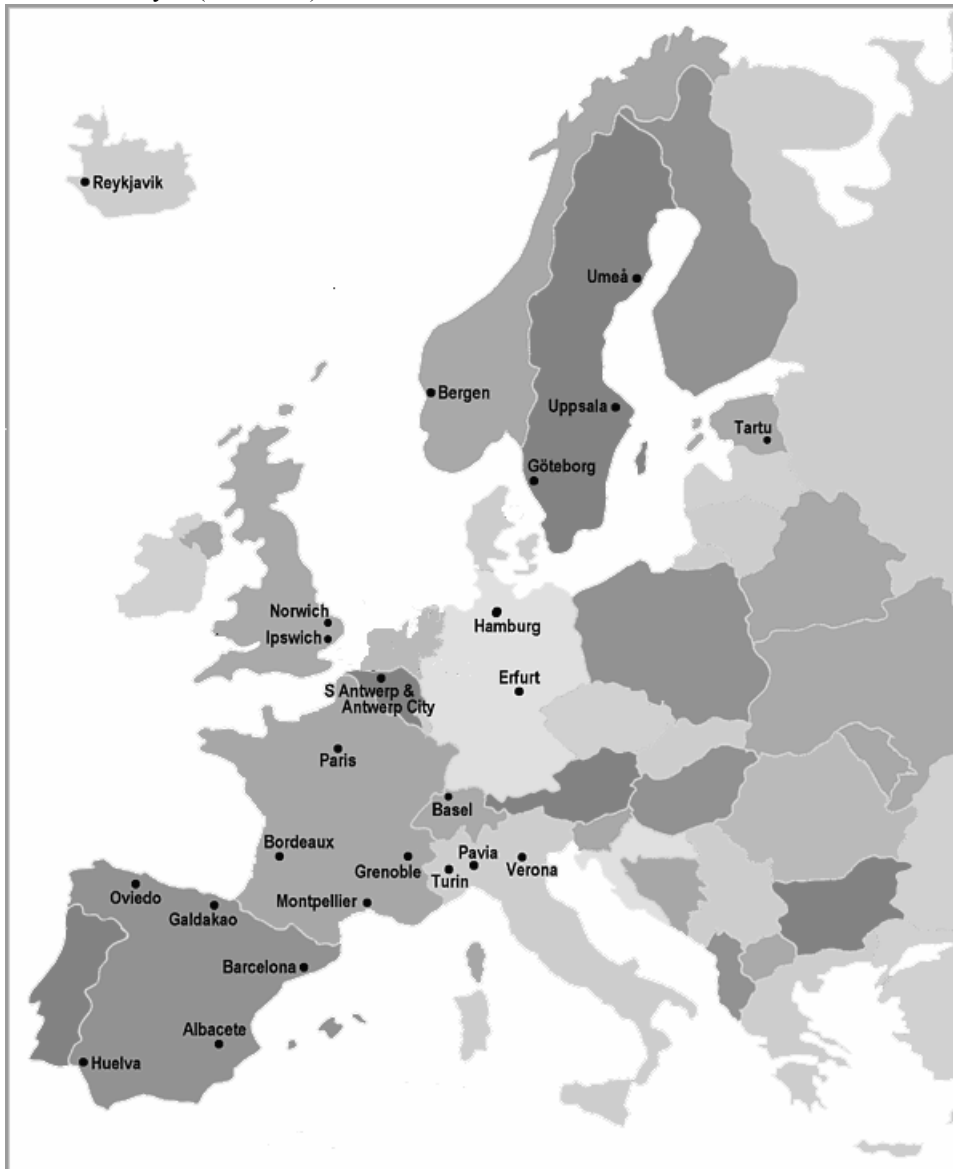 Reykjavik
Umeå
Bergen
Uppsala
Tartu
Göteborg
Norwich
Ipswich
Hamburg
S Antwerp &
Antwerp City
Erfurt
Paris
Basel
Bordeaux
Grenoble
Pavia
Turin
Verona
Oviedo
Galdakao
Montpellier
Barcelona
Albacete
Huelva